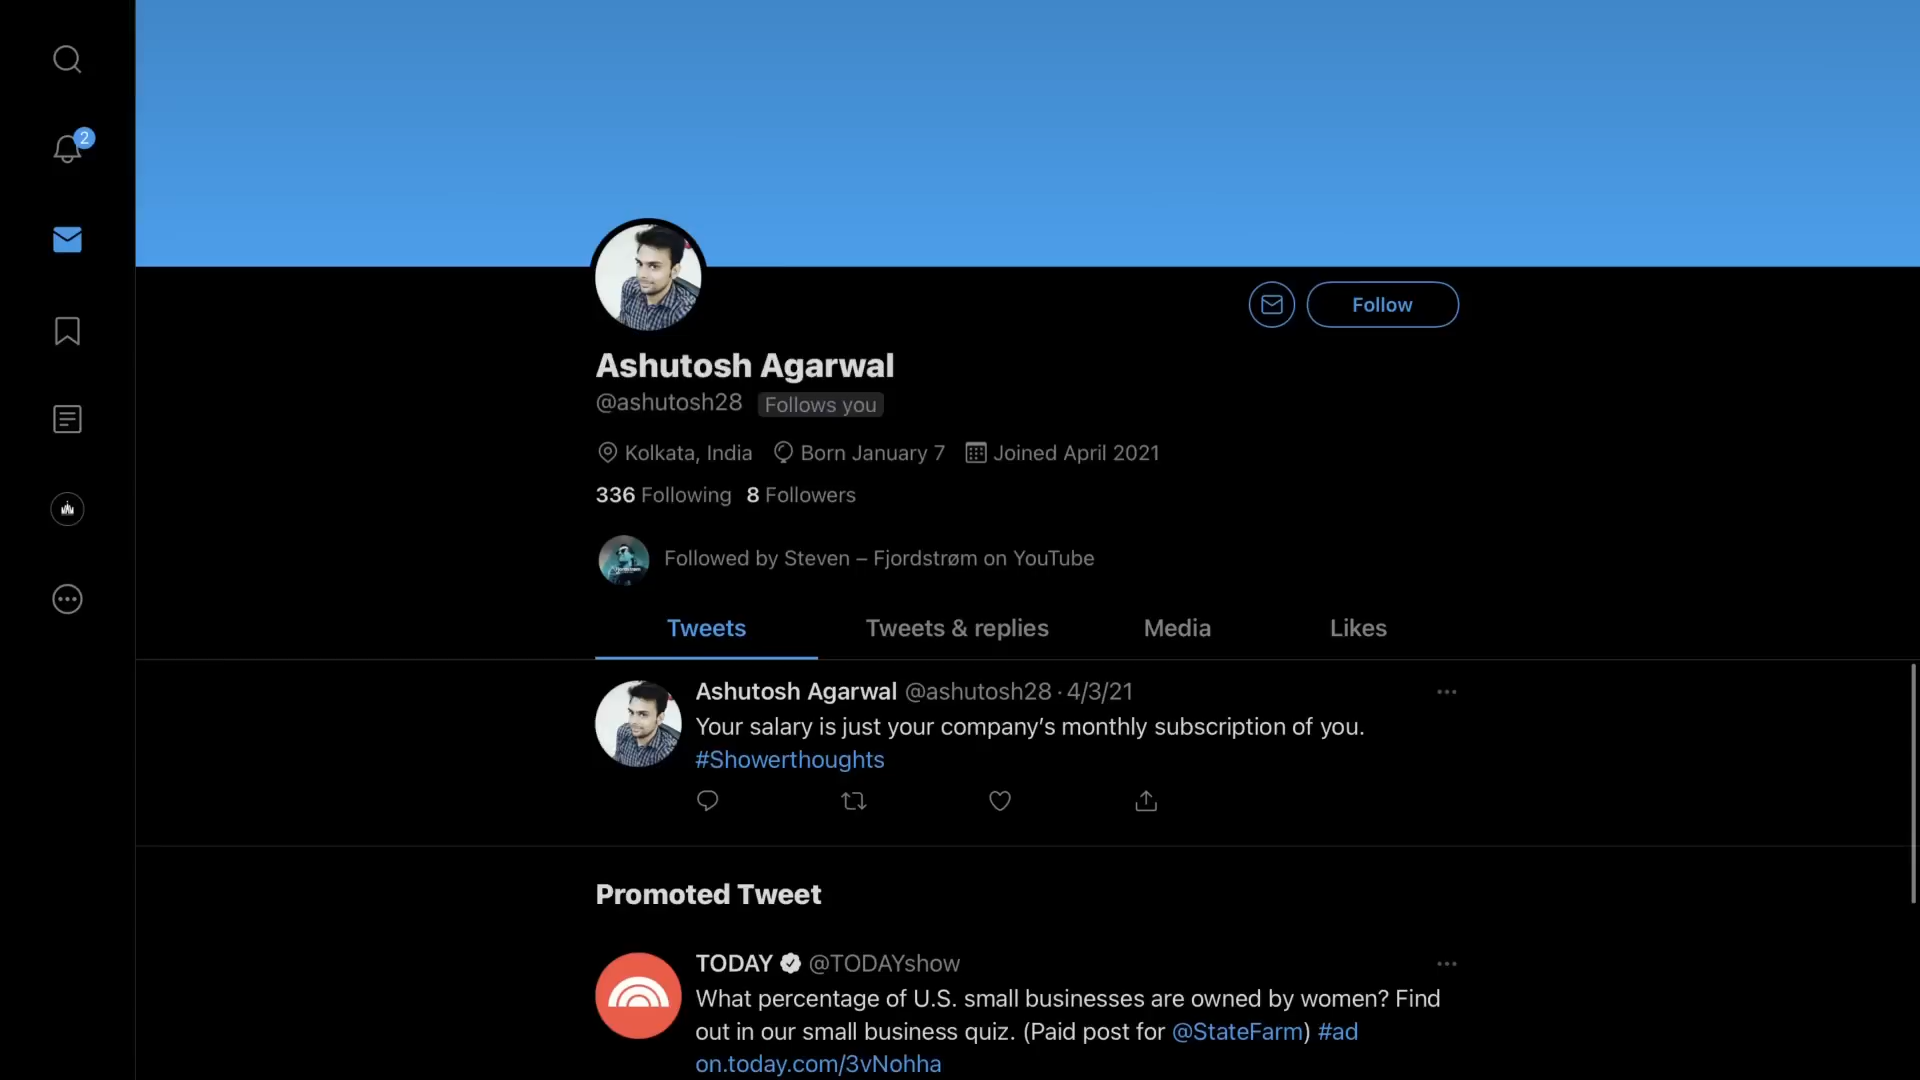 2
Follow
Ashutosh Agarwal
@ashutosh28 Follows you
Kolkata, India Born January 7 Joined April 2021
336 Following 8 Followers
Followed by Steven – Fjordstrøm on YouTube
Tweets Tweets & replies Media Likes
Ashutosh Agarwal @ashutosh28 · 4/3/21
Your salary is just your company’s monthly subscription of you.
#Showerthoughts
Promoted Tweet
TODAY @TODAYshow
What percentage of U.S. small businesses are owned by women? Find
out in our small business quiz. (Paid post for @StateFarm) #ad
on.today.com/3vNohha